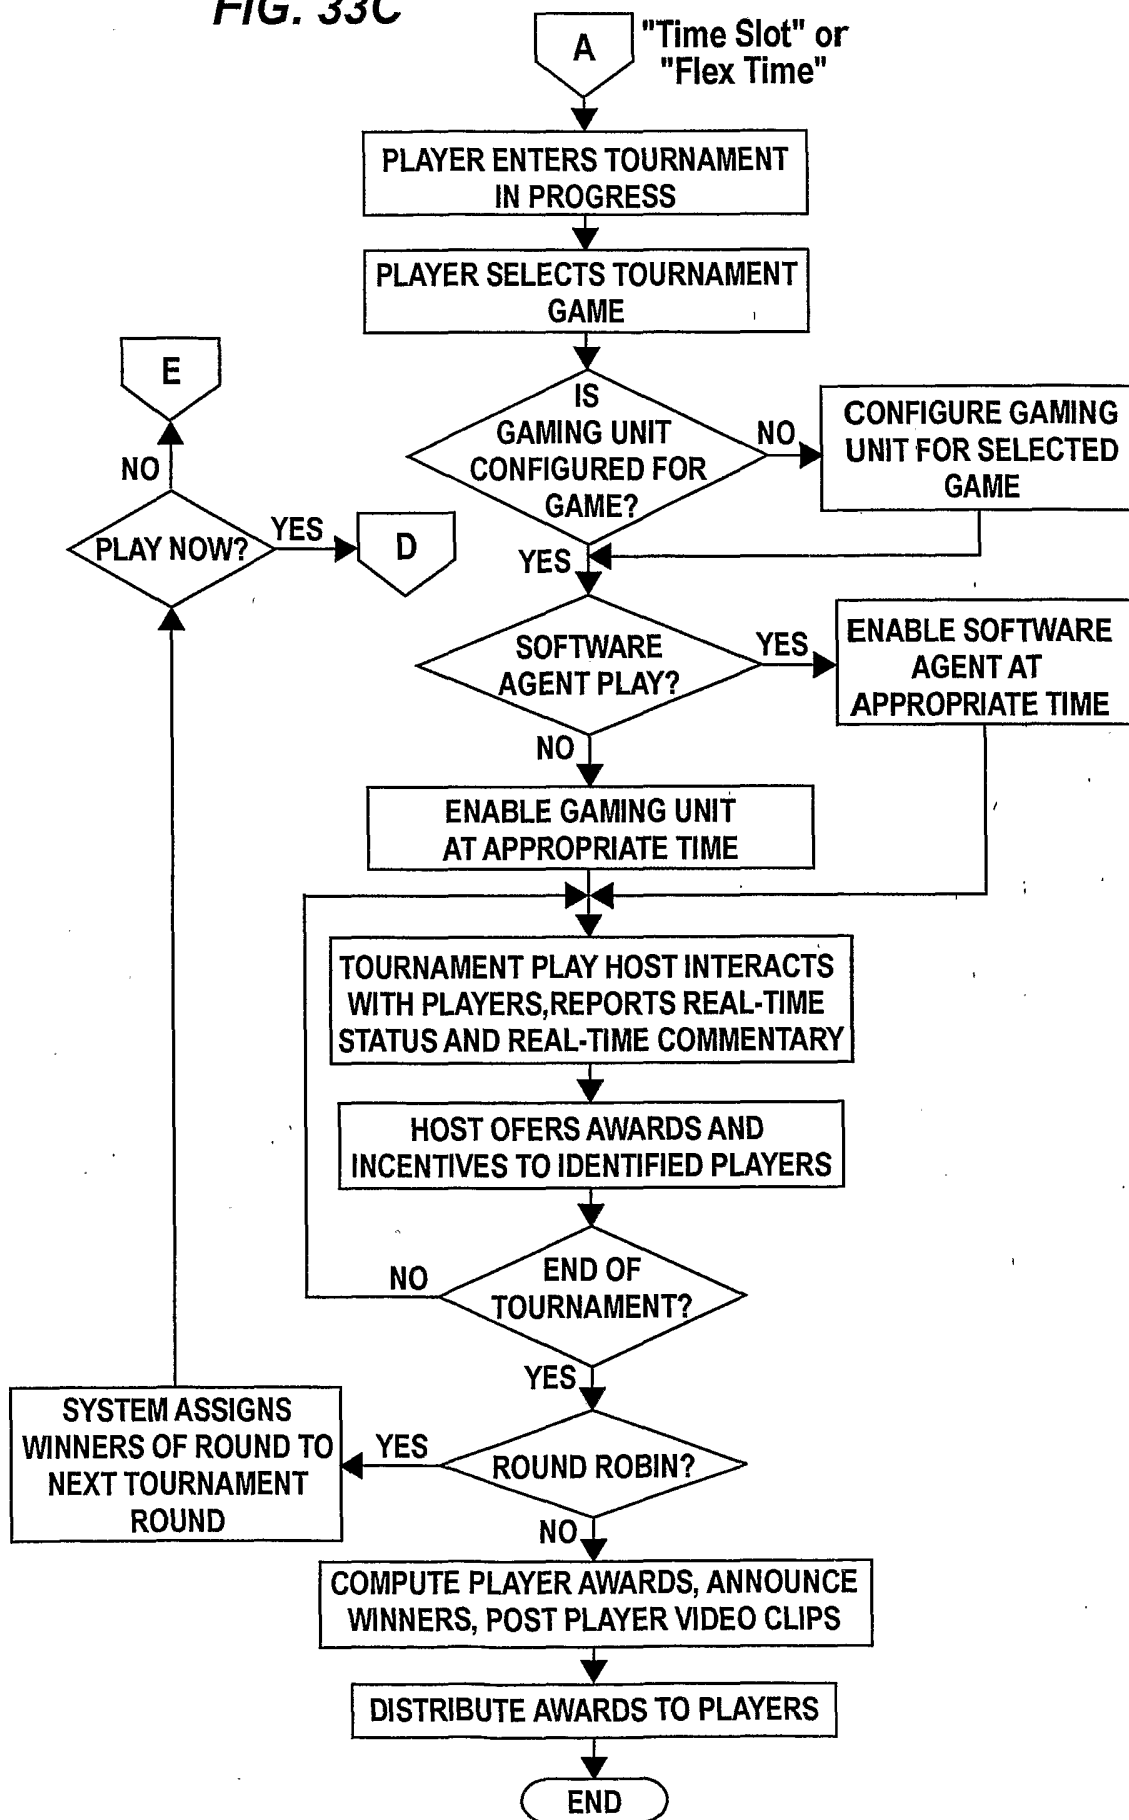 FIG. 33C
A
"Time Slot" or
"Flex Time"
PLAYER ENTERS TOURNAMENT
IN PROGRESS
PLAYER SELECTS TOURNAMENT
GAME
IS
GAMING UNIT
CONFIGURED FOR
GAME?
NO
CONFIGURE GAMING
UNIT FOR SELECTED
GAME
E
NO
PLAY NOW?
YES
D
YES
SOFTWARE
AGENT PLAY?
YES
ENABLE SOFTWARE
AGENT AT
APPROPRIATE TIME
NO
ENABLE GAMING UNIT
AT APPROPRIATE TIME
TOURNAMENT PLAY HOST INTERACTS
WITH PLAYERS,REPORTS REAL-TIME
STATUS AND REAL-TIME COMMENTARY
HOST OFERS AWARDS AND
INCENTIVES TO IDENTIFIED PLAYERS
NO
END OF
TOURNAMENT?
YES
SYSTEM ASSIGNS
WINNERS OF ROUND TO
NEXT TOURNAMENT
ROUND
YES
ROUND ROBIN?
NO
COMPUTE PLAYER AWARDS, ANNOUNCE
WINNERS, POST PLAYER VIDEO CLIPS
DISTRIBUTE AWARDS TO PLAYERS
END